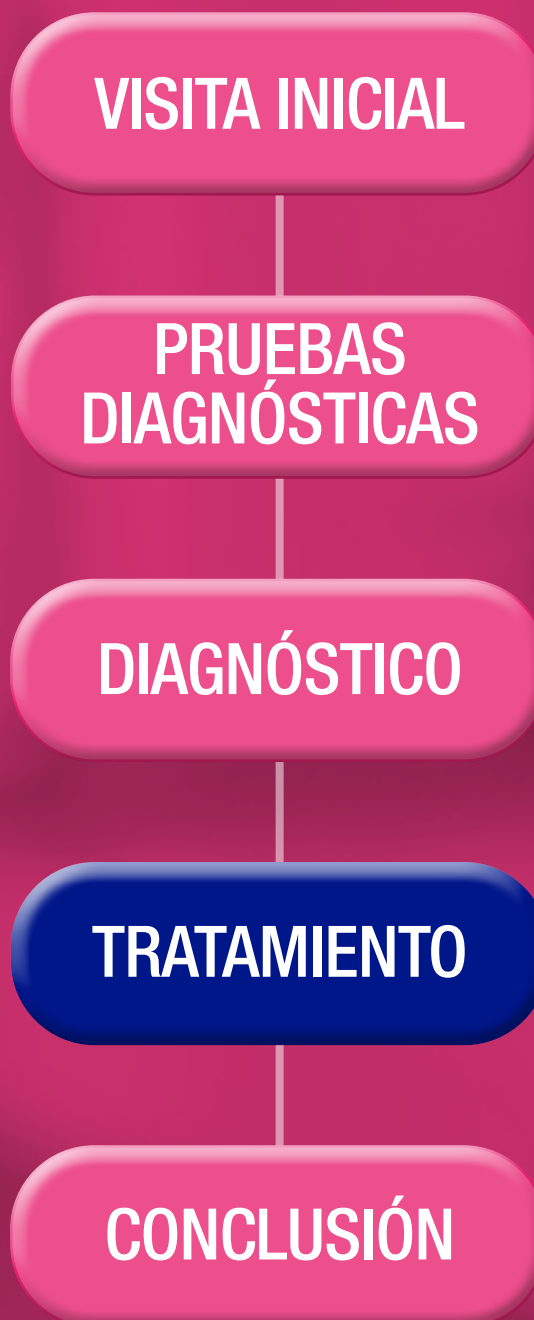 VISITA INICIAL
PRUEBAS
DIAGNÓSTICAS
DIAGNÓSTICO
TRATAMIENTO
CONCLUSIÓN